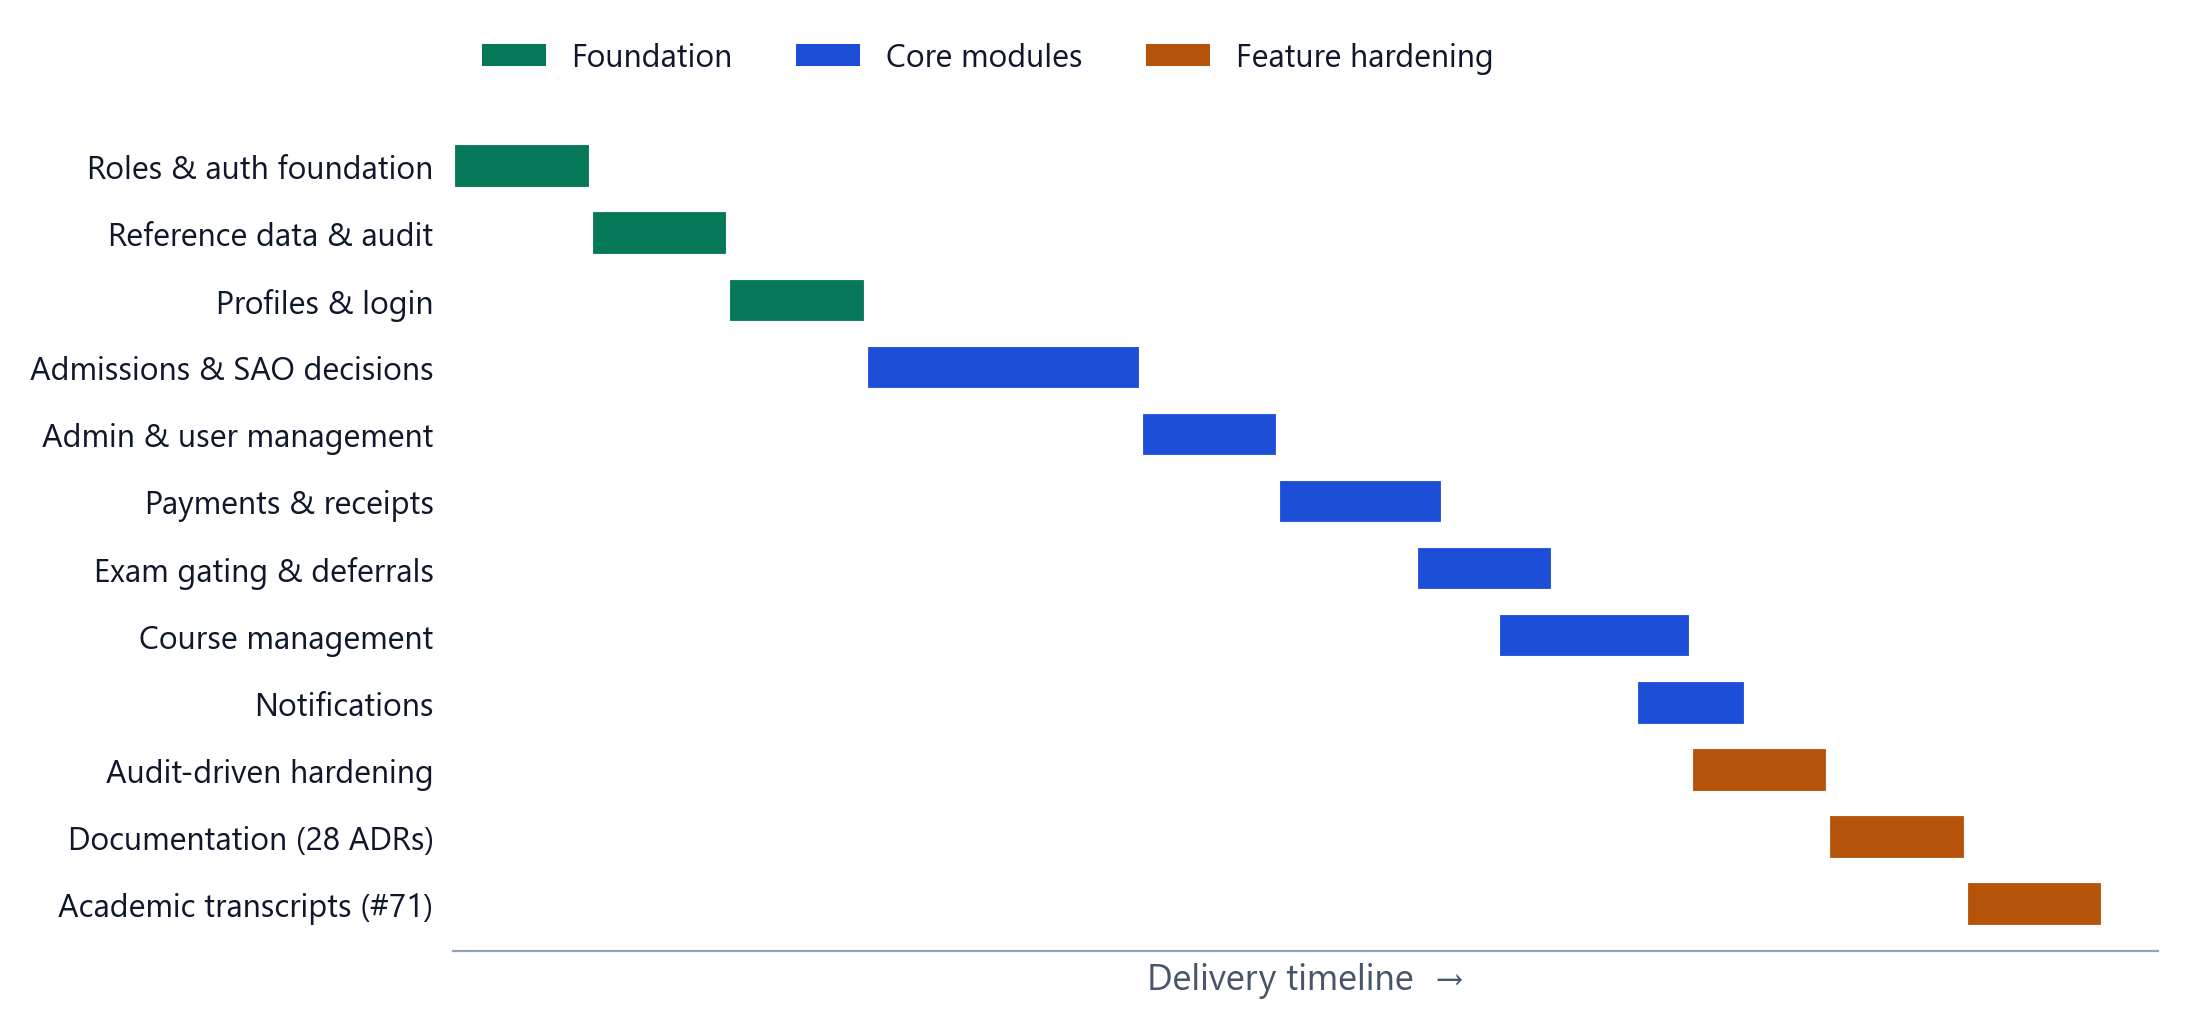 Foundation
Core modules
Feature hardening
Roles & auth foundation
Reference data & audit
Profiles & login
Admissions & SAO decisions
Admin & user management
Payments & receipts
Exam gating & deferrals
Course management
Notifications
Audit-driven hardening
Documentation (28 ADRs)
Academic transcripts (#71)
Delivery timeline →